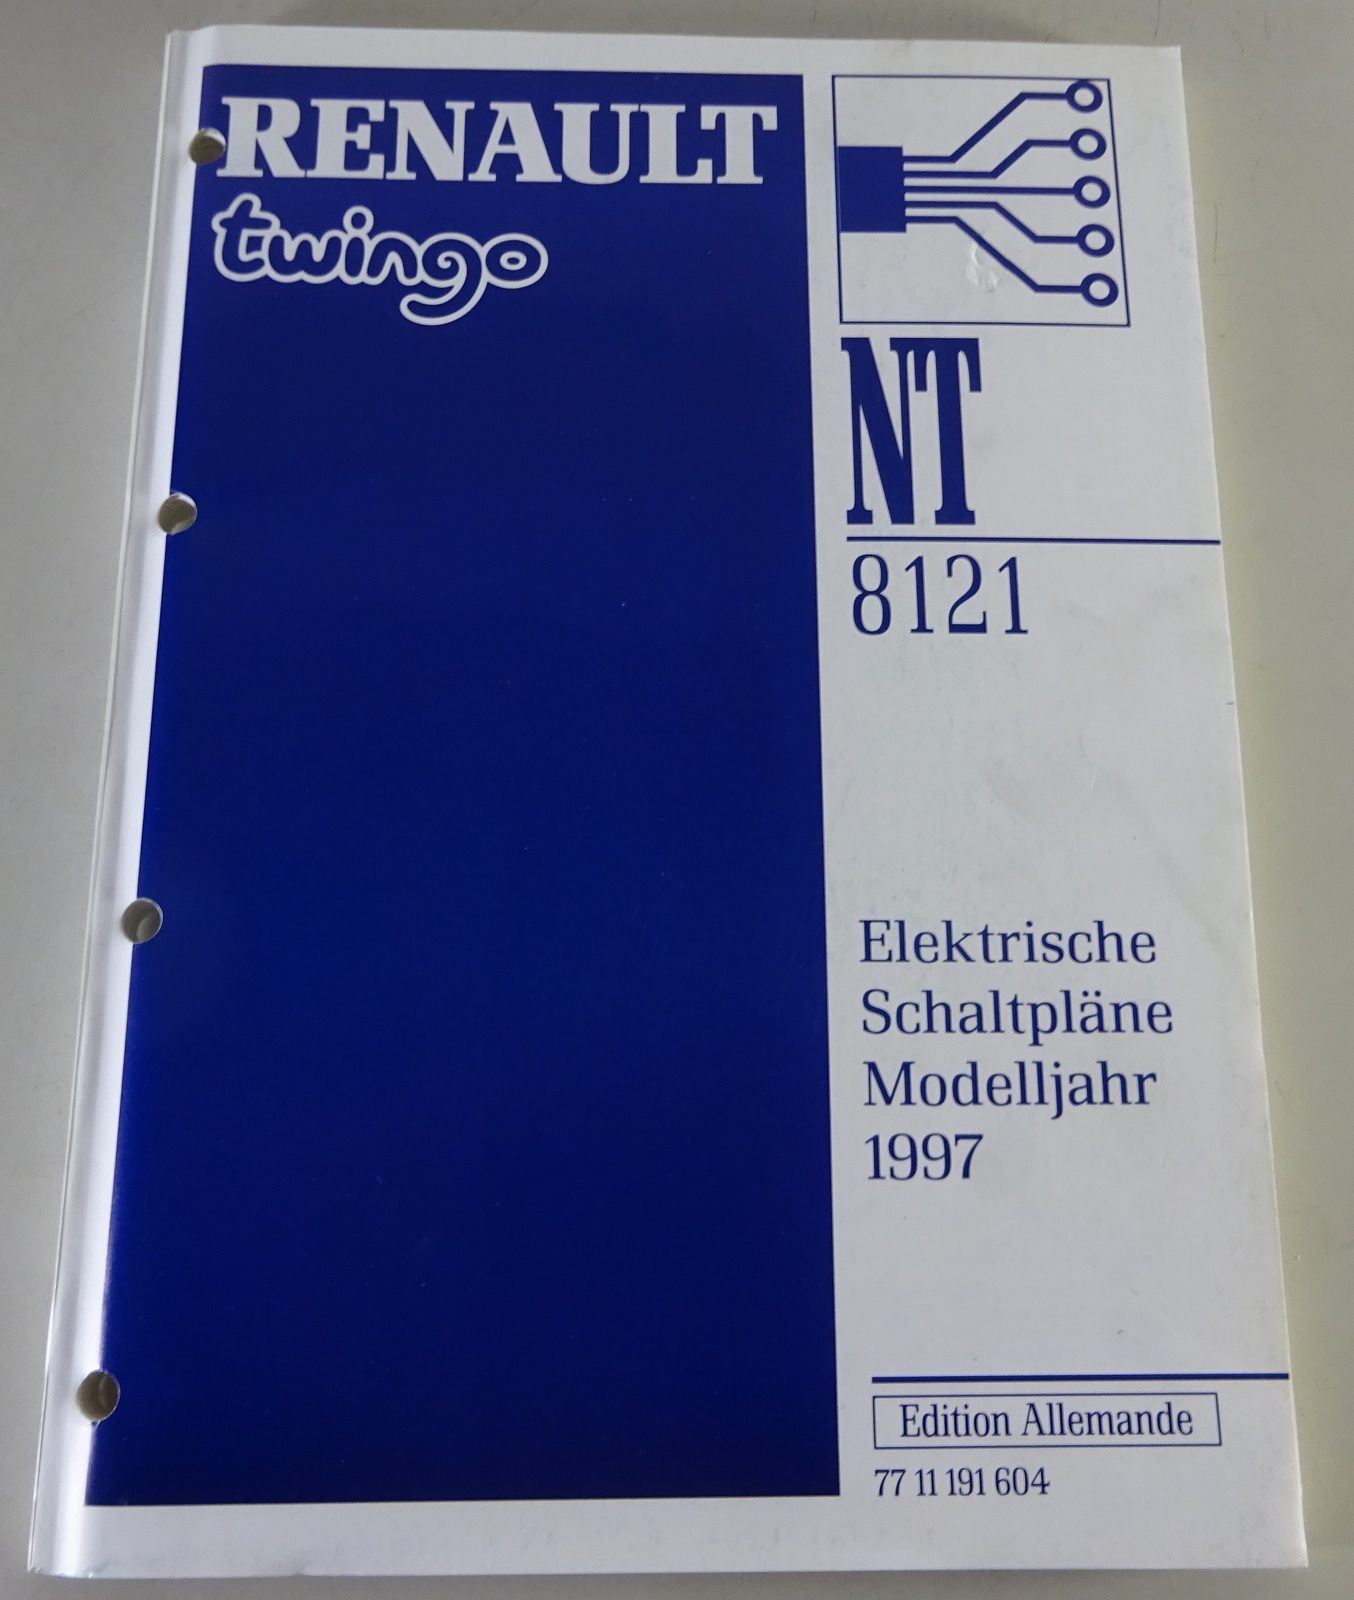 RENAULT
twingo
NT
8121
Elektrische
Schaltpläne
Modelljahr
1997
Edition Allemande
77 11 191 604